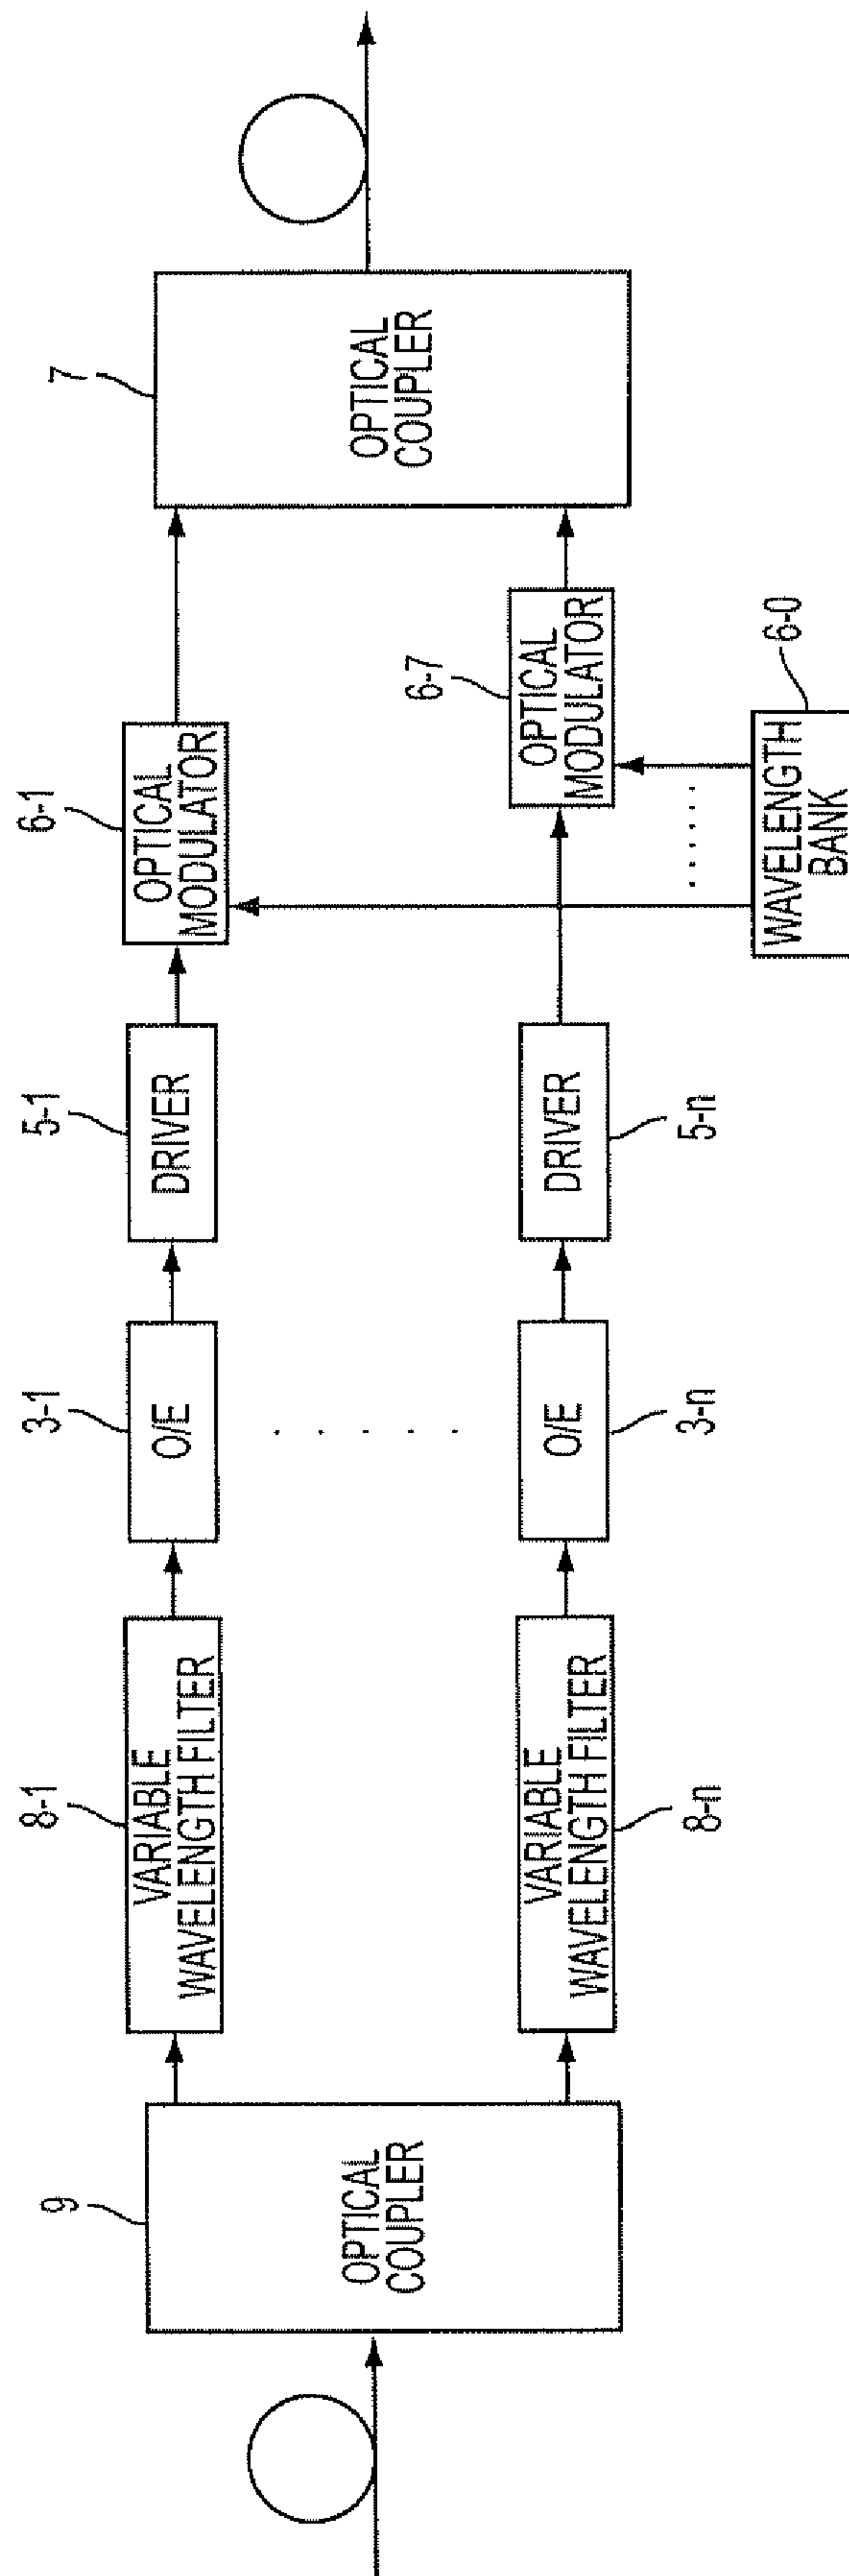 9
OPTICAL
COUPLER
8-1
VARIABLE
WAVELENGTH FILTER
3-1
O/E
5-1
DRIVER
6-1
OPTICAL
MODULATOR
7
OPTICAL
COUPLER
VARIABLE
WAVELENGTH FILTER
8-n
O/E
3-n
DRIVER
5-n
6-7
OPTICAL
MODULATOR
6-0
WAVELENGTH
BANK